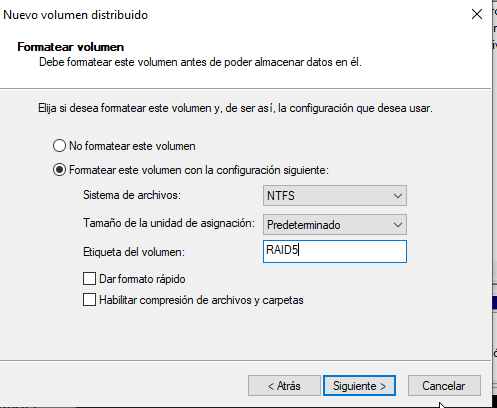 Nuevo volumen distribuido
Formatear volumen
Debe formatear este volumen antes de poder almacenar datos en él.
Elija si desea formatear este volumen y, de ser así, la configuración que desea usar.
No formatear este volumen
Formatear este volumen con la configuración siguiente:
Sistema de archivos: NTFS
Tamaño de la unidad de asignación: Predeterminado
Etiqueta del volumen: RAID5
Dar formato rápido
Habilitar compresión de archivos y carpetas
< Atrás Siguiente > Cancelar